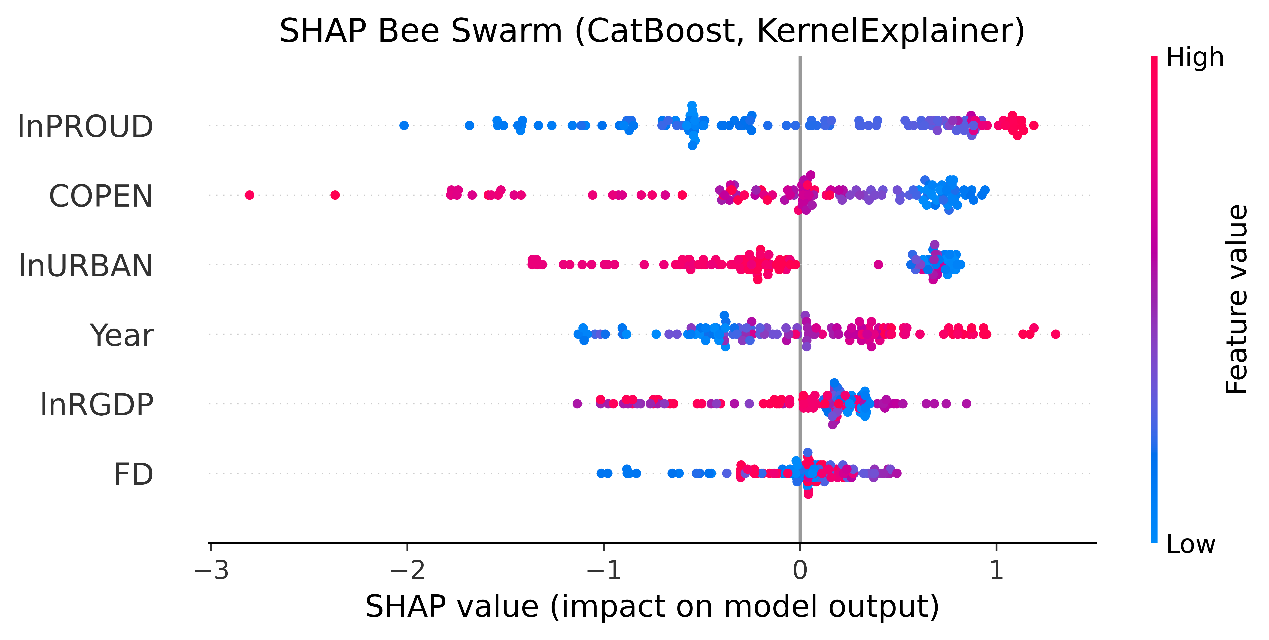 SHAP Bee Swarm (CatBoost, KernelExplainer)
High
lnPROUD
COPEN
lnURBAN
Year
lnRGDP
FD
Feature value
Low
−3 −2 −1 0 1
SHAP value (impact on model output)